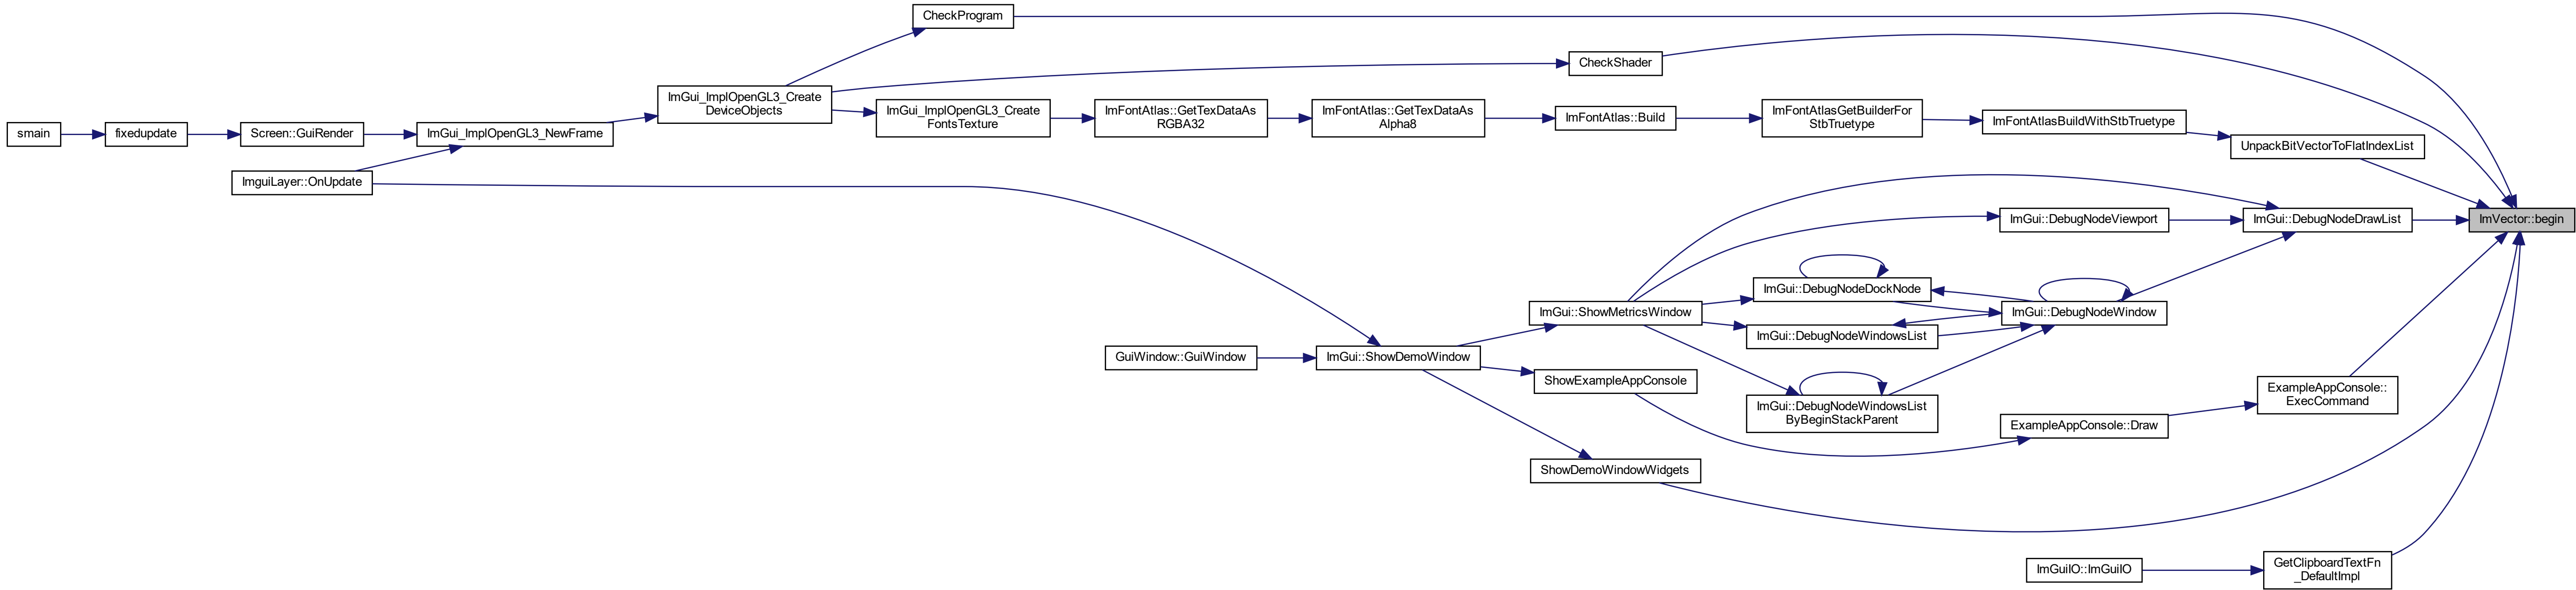 CheckProgram
CheckShader
ImGui_ImplOpenGL3_Create
DeviceObjects
ImGui_ImplOpenGL3_Create
FontsTexture
ImFontAtlas::GetTexDataAs
RGBA32
ImFontAtlas::GetTexDataAs
Alpha8
ImFontAtlas::Build
ImFontAtlasGetBuilderFor
StbTruetype
ImFontAtlasBuildWithStbTruetype
smain
fixedupdate
Screen::GuiRender
ImGui_ImplOpenGL3_NewFrame
UnpackBitVectorToFlatIndexList
ImguiLayer::OnUpdate
ImGui::DebugNodeViewport
ImGui::DebugNodeDrawList
ImVector::begin
ImGui::DebugNodeDockNode
ImGui::ShowMetricsWindow
ImGui::DebugNodeWindow
ImGui::DebugNodeWindowsList
GuiWindow::GuiWindow
ImGui::ShowDemoWindow
ShowExampleAppConsole
ImGui::DebugNodeWindowsList
ByBeginStackParent
ExampleAppConsole::
ExecCommand
ExampleAppConsole::Draw
ShowDemoWindowWidgets
ImGuiIO::ImGuiIO
GetClipboardTextFn
_DefaultImpl